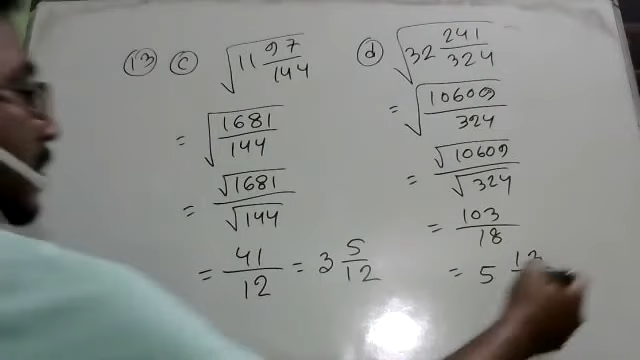 (13) (c) √(11 97/144)
= √(1681/144)
= √1681/√144
= 41/12 = 3 5/12
(d) √(32 241/324)
= √(10609/324)
= √10609/√324
= 103/18
= 5 13